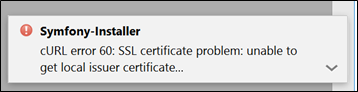 Symfony-Installer
cURL error 60: SSL certificate problem: unable to
get local issuer certificate...